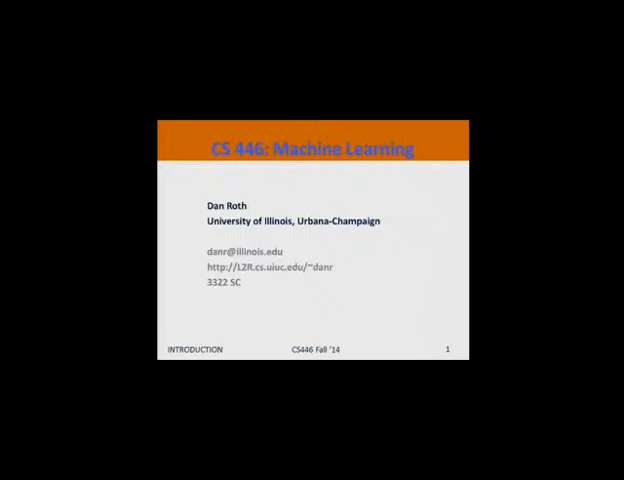 CS 446: Machine Learning
Dan Roth
University of Illinois, Urbana-Champaign
danr@illinois.edu
http://L2R.cs.uiuc.edu/~danr
3322 SC
INTRODUCTION CS446 Fall '14 1